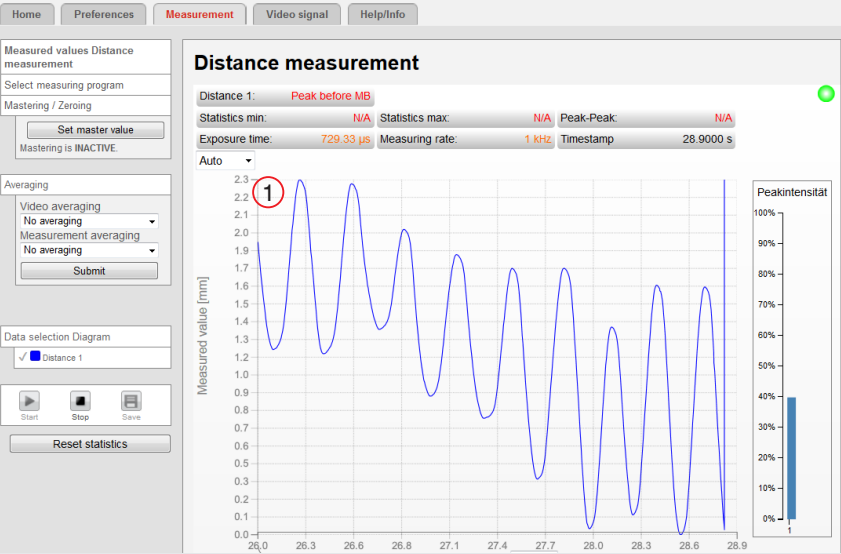 Home
Preferences
Measurement
Video signal
Help/Info
Measured values Distance
measurement
Select measuring program
Mastering / Zeroing
Set master value
Mastering is INACTIVE.
Averaging
Video averaging
No averaging
Measurement averaging
No averaging
Submit
Data selection Diagram
Distance 1
Start
Stop
Save
Reset statistics
Distance measurement
Distance 1: Peak before MB
Statistics min: N/A Statistics max: N/A Peak-Peak: N/A
Exposure time: 729.33 µs Measuring rate: 1 kHz Timestamp 28.9000 s
Auto
1
Measured value [mm]
2.3
2.2
2.1
2.0
1.9
1.7
1.6
1.5
1.4
1.3
1.2
1.0
0.9
0.8
0.7
0.6
0.5
0.3
0.2
0.1
0.0
26,0 26.3 26.6 26.8 27.1 27.4 27.7 28.0 28.3 28.6 28.9
Peakintensität
100%
90%
80%
70%
60%
50%
40%
30%
20%
10%
0%
1